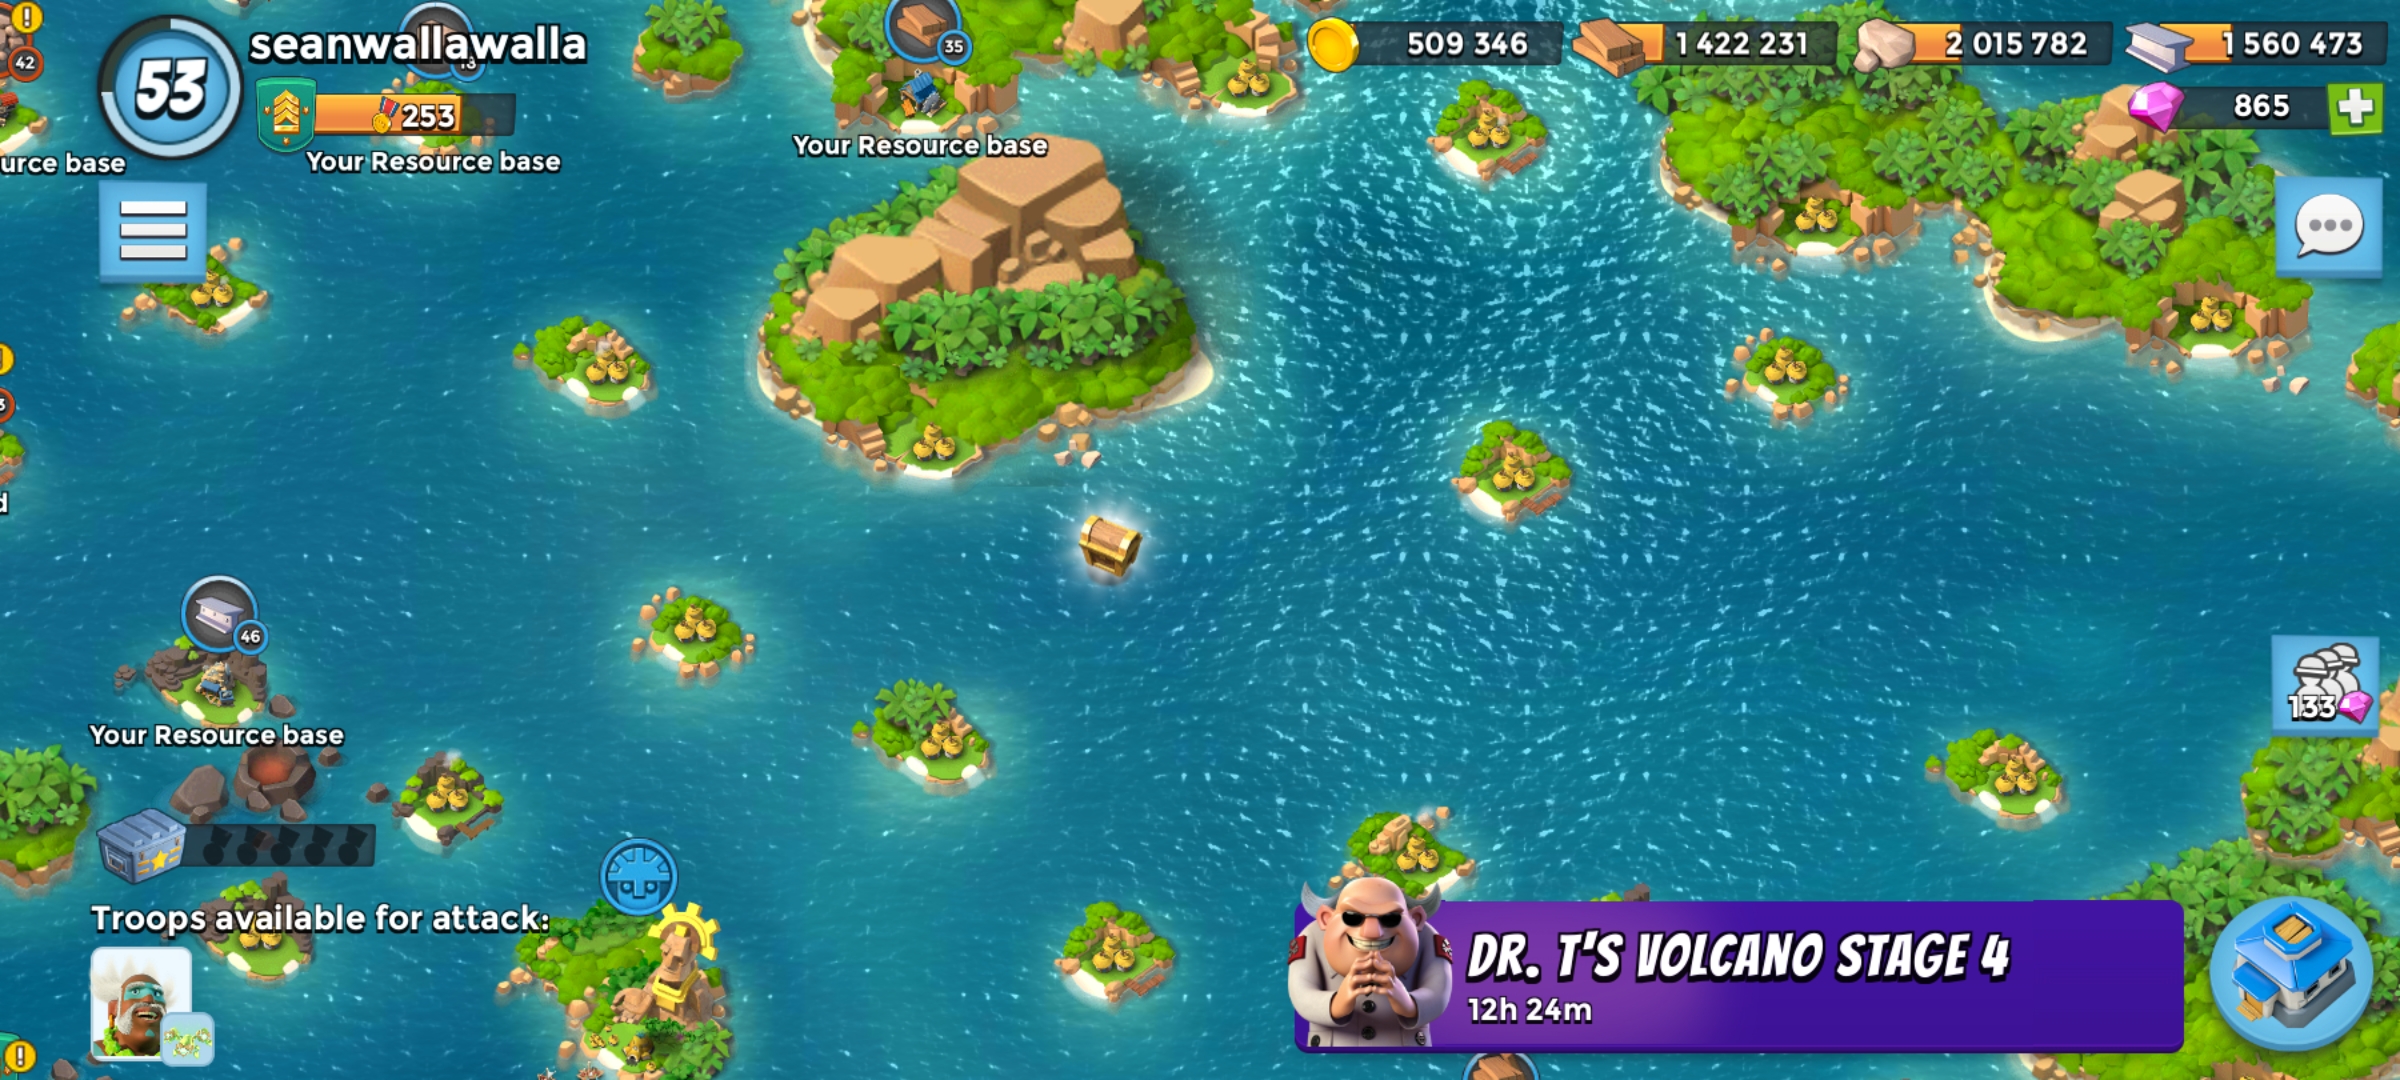 42
53
seanwallawalla
253
35
509 346
1 422 231
2 015 782
1 560 473
865
urce base
Your Resource base
Your Resource base
46
Your Resource base
133
Troops available for attack:
DR. T'S VOLCANO STAGE 4
12h 24m